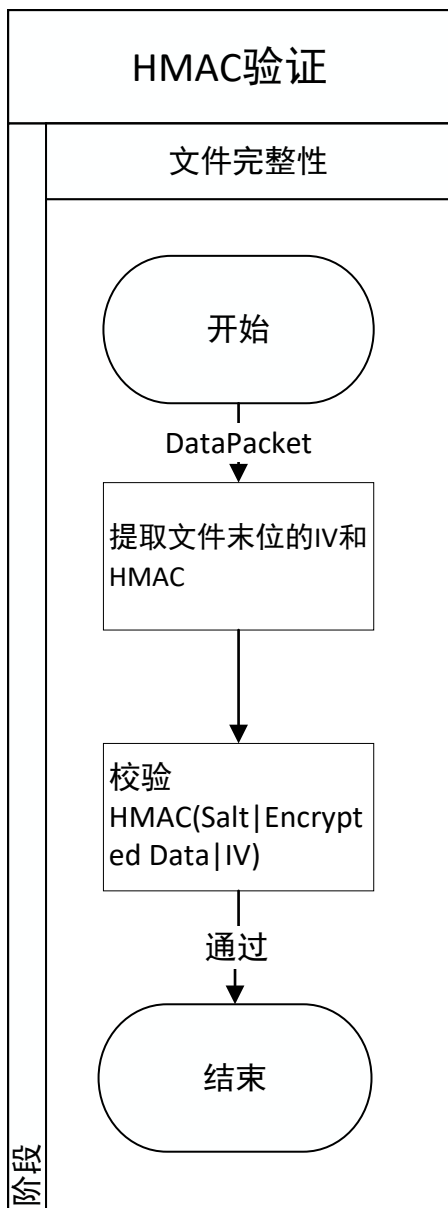 HMAC验证
文件完整性
开始
DataPacket
提取文件末位的IV和
HMAC
校验
HMAC(Salt|Encrypt
ed Data|IV)
通过
结束
阶段